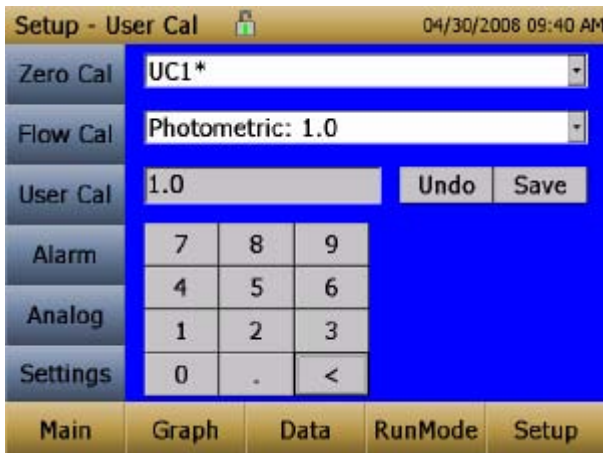 Setup - User Cal 04/30/2008 09:40 AM
Zero Cal
UC1*
Flow Cal
Photometric: 1.0
User Cal
1.0 Undo Save
Alarm
7 8 9
4 5 6
Analog
1 2 3
Settings
0 . <
Main Graph Data RunMode Setup